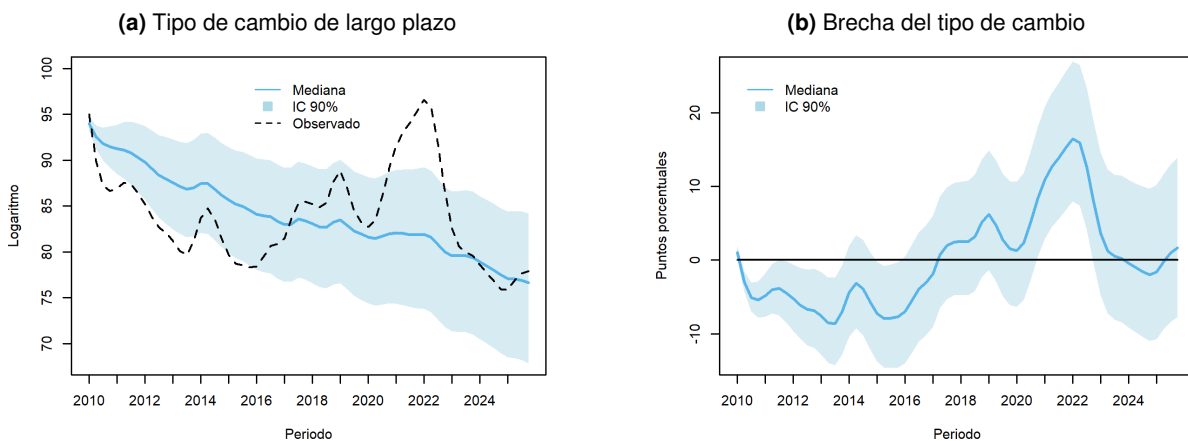 (a) Tipo de cambio de largo plazo
Logaritmo
100
95
90
85
80
75
70
Mediana
IC 90%
Observado
2010 2012 2014 2016 2018 2020 2022 2024
Periodo
(b) Brecha del tipo de cambio
Puntos porcentuales
20
10
0
-10
Mediana
IC 90%
2010 2012 2014 2016 2018 2020 2022 2024
Periodo